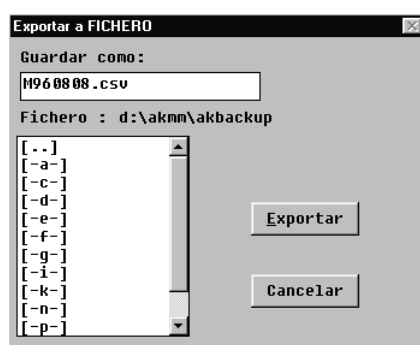 Exportar a FICHERO
Guardar como:
M960808.csv
Fichero : d:\akmm\akbackup
[..]
[-a-]
[-c-]
[-d-]
[-e-]
[-f-]
[-g-]
[-i-]
[-k-]
[-n-]
[-p-]
Exportar
Cancelar